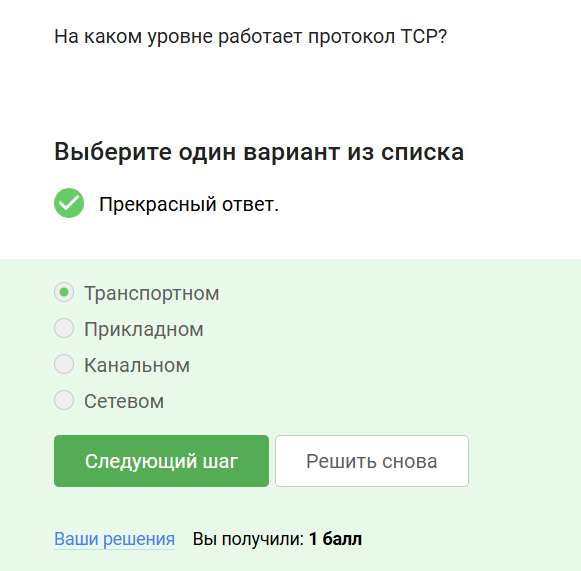 На каком уровне работает протокол TCP?
Выберите один вариант из списка
Прекрасный ответ.
Транспортном
Прикладном
Канальном
Сетевом
Следующий шаг
Решить снова
Ваши решения Вы получили: 1 балл